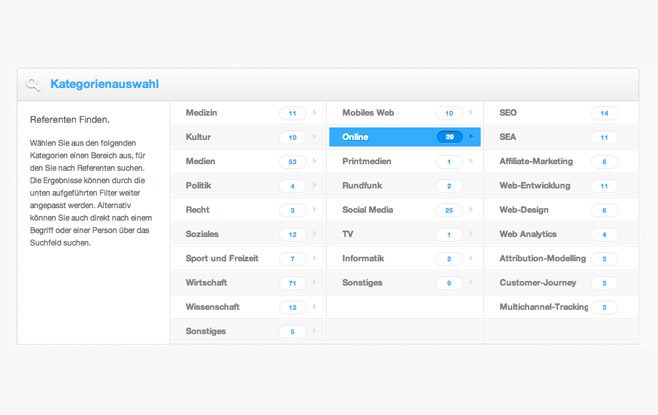 Kategorienauswahl
Referenten Finden.
Wählen Sie aus den folgenden
Kategorien einen Bereich aus, für
den Sie nach Referenten suchen.
Die Ergebnisse können durch die
unten aufgeführten Filter weiter
angepasst werden. Alternativ
können Sie auch direkt nach einem
Begriff oder einer Person über das
Suchfeld suchen.
Medizin 11
Kultur 10
Medien 53
Politik 4
Recht 3
Soziales 12
Sport und Freizeit 7
Wirtschaft 71
Wissenschaft 12
Sonstiges 5
Mobiles Web 10
Online 29
Printmedien 1
Rundfunk 2
Social Media 25
TV 1
Informatik 2
Sonstiges 9
SEO 14
SEA 11
Affiliate-Marketing 6
Web-Entwicklung 11
Web-Design 6
Web Analytics 4
Attribution-Modelling 3
Customer-Journey 3
Multichannel-Tracking 3